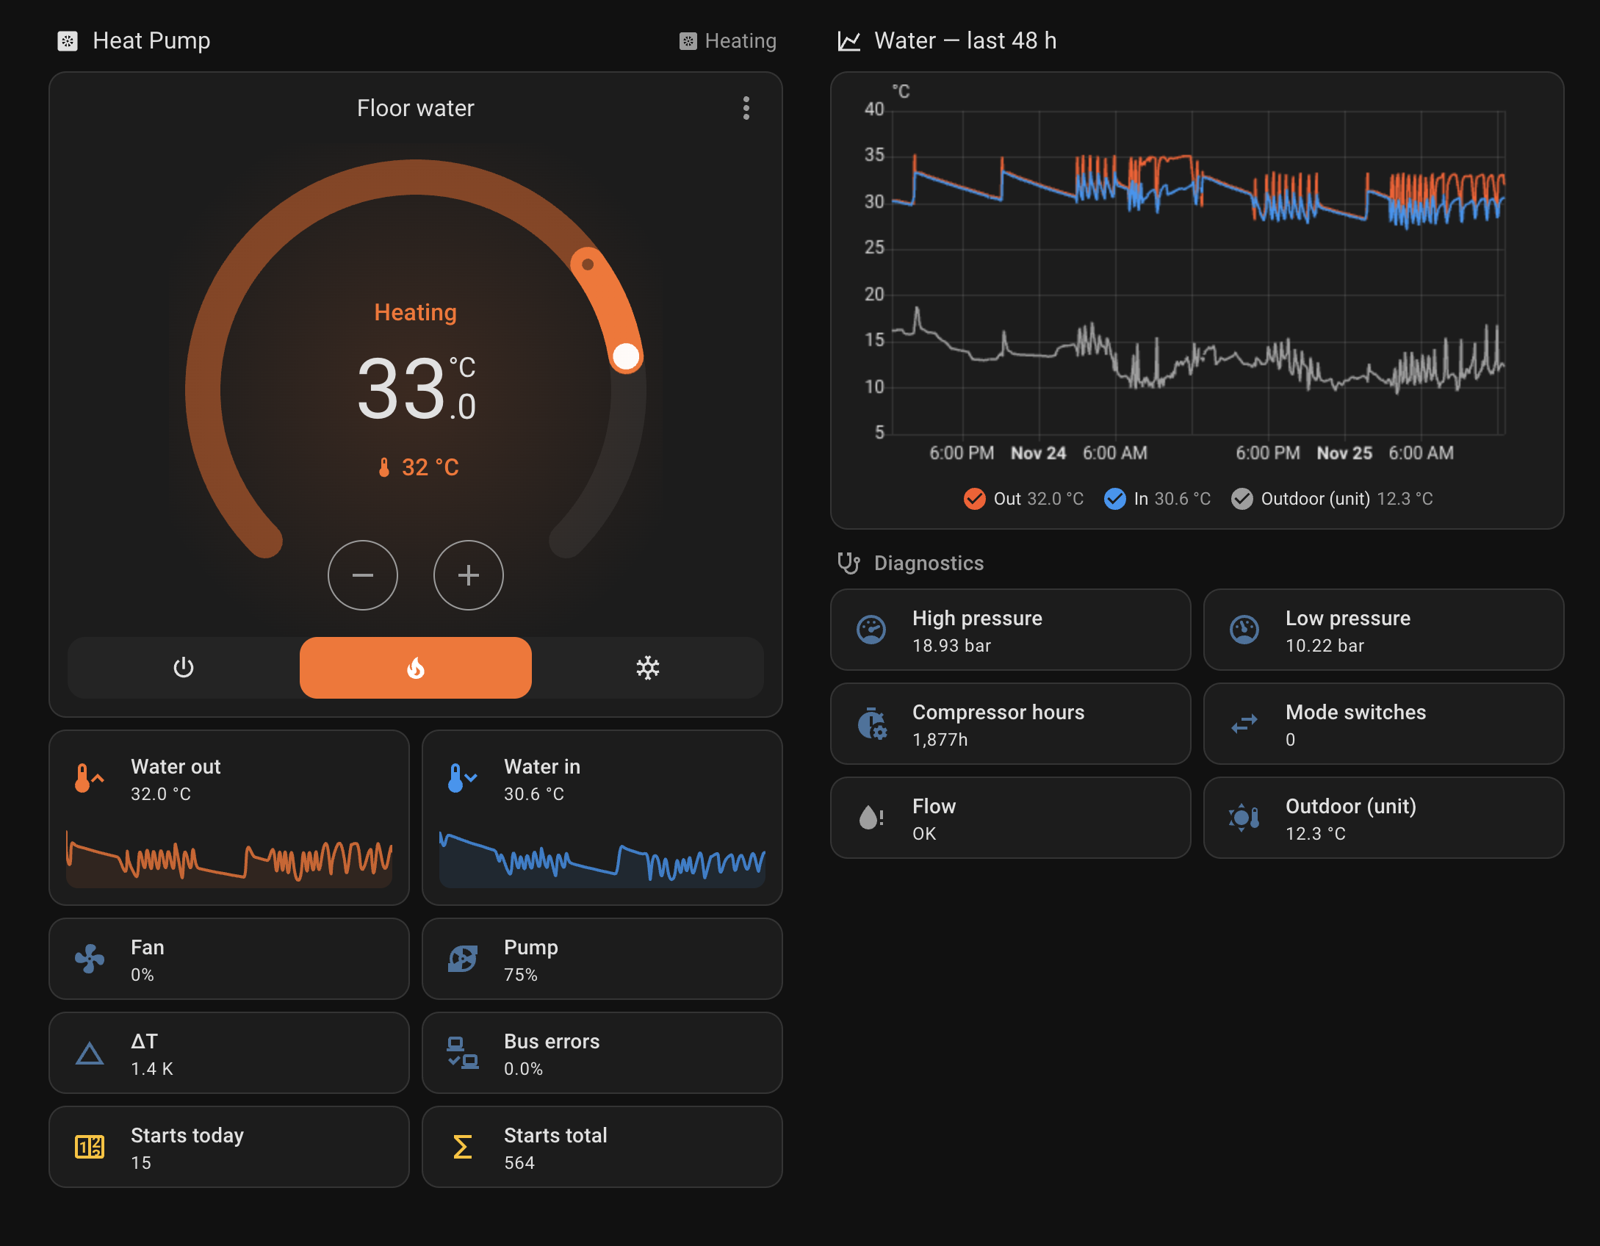 Heat Pump
Heating
Floor water
Heating
33.0 °C
32 °C
Water out
32.0 °C
Water in
30.6 °C
Fan
0%
Pump
75%
ΔT
1.4 K
Bus errors
0.0%
Starts today
15
Starts total
564
Water — last 48 h
°C
40
35
30
25
20
15
10
5
6:00 PM Nov 24 6:00 AM 6:00 PM Nov 25 6:00 AM
Out 32.0 °C In 30.6 °C Outdoor (unit) 12.3 °C
Diagnostics
High pressure
18.93 bar
Low pressure
10.22 bar
Compressor hours
1,877h
Mode switches
0
Flow
OK
Outdoor (unit)
12.3 °C